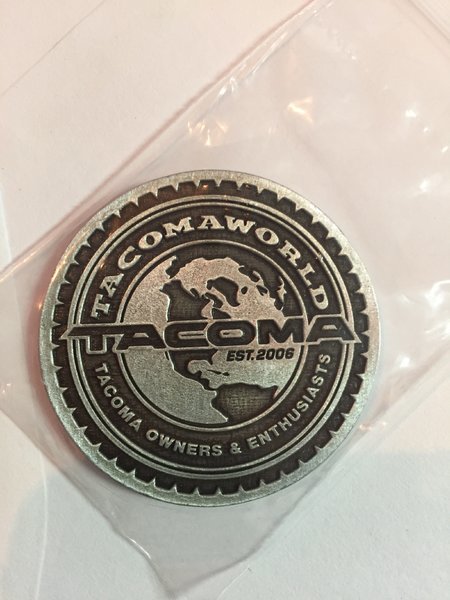 TACOMAWORLD
TACOMA
EST. 2006
TACOMA OWNERS & ENTHUSIASTS